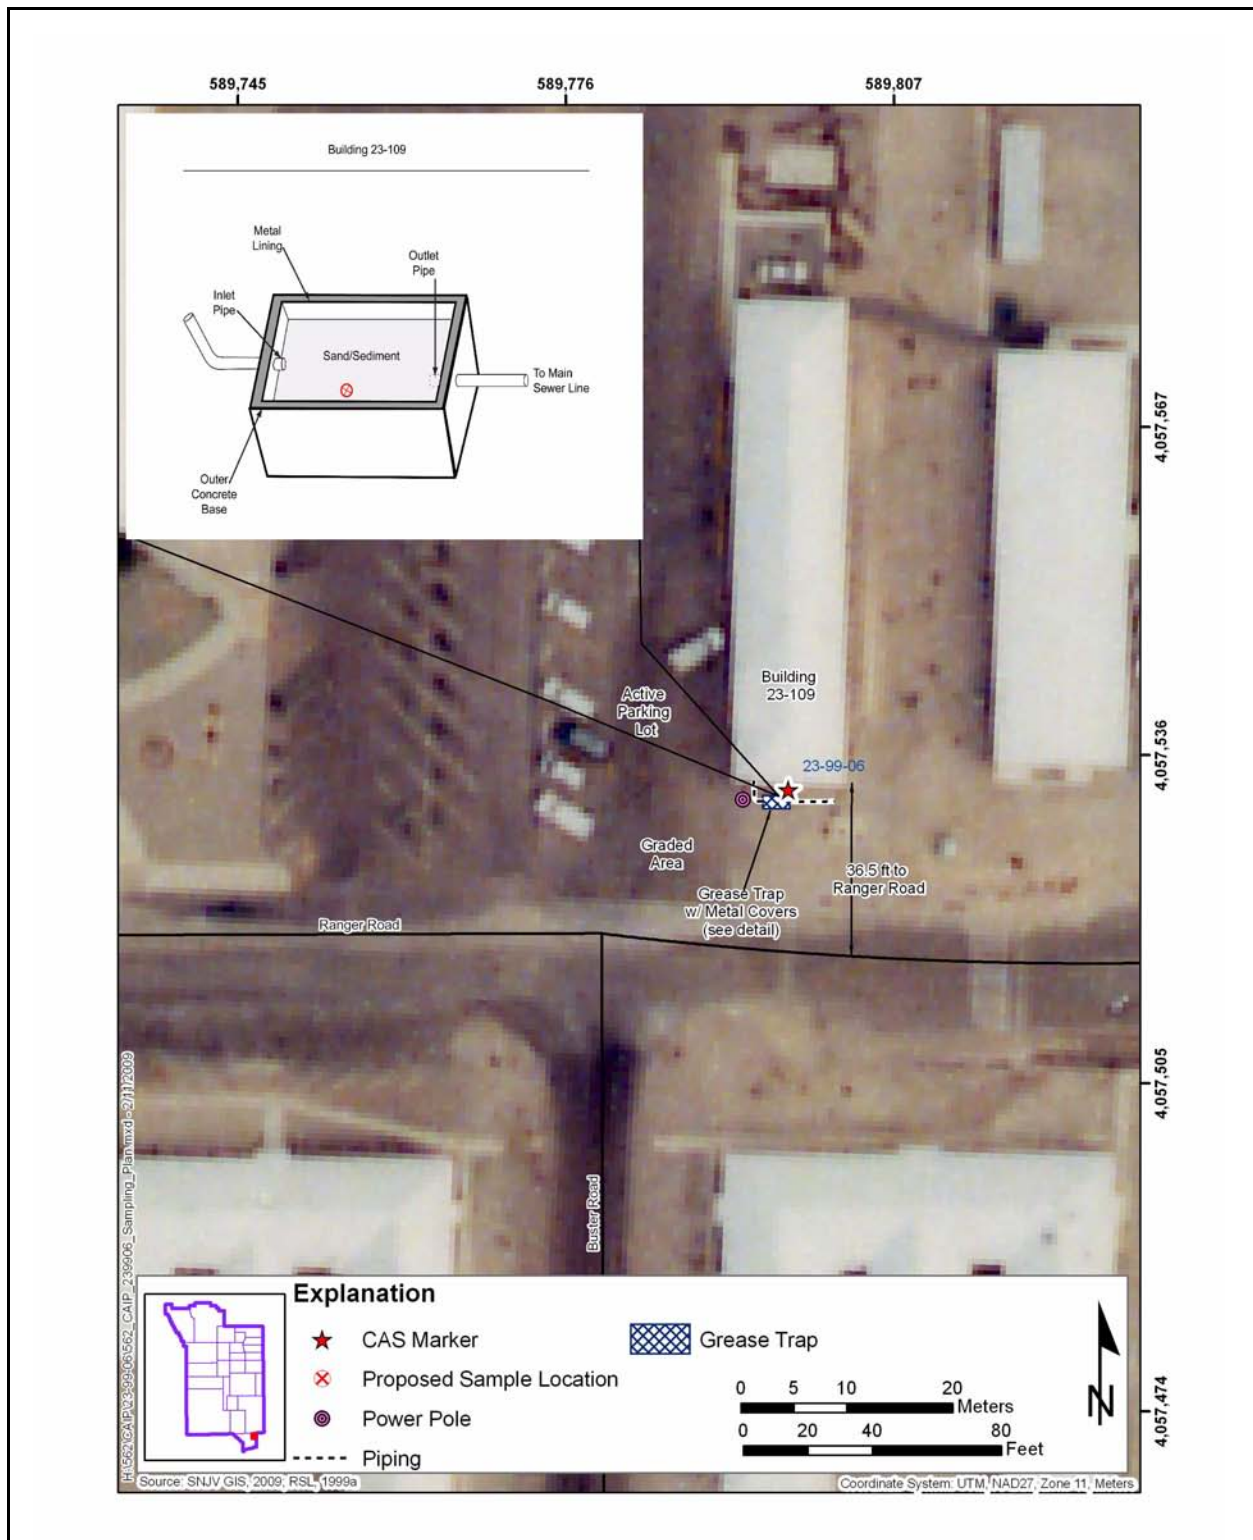 589,745
589,776
589,807
Building 23-109
Metal
Lining
Outlet
Pipe
Inlet
Pipe
Sand/Sediment
To Main
Sewer Line
Outer
Concrete
Base
4,057,567
Building
23-109
Active
Parking
Lot
23-99-06
4,057,536
Graded
Area
36.5 ft to
Ranger Road
Grease Trap
w/ Metal Covers
(see detail)
Ranger Road
4,057,505
Buster Road
H:\562\CAIP\23-99-06\562_CAIP_239906_Sampling_Plan.mxd - 2/11/2009
Explanation
CAS Marker
Grease Trap
Proposed Sample Location
Power Pole
Piping
0 5 10 20
Meters
0 20 40 80
Feet
N
4,057,474
Source: SNJV GIS, 2009; RSL, 1999a
Coordinate System: UTM, NAD27, Zone 11, Meters